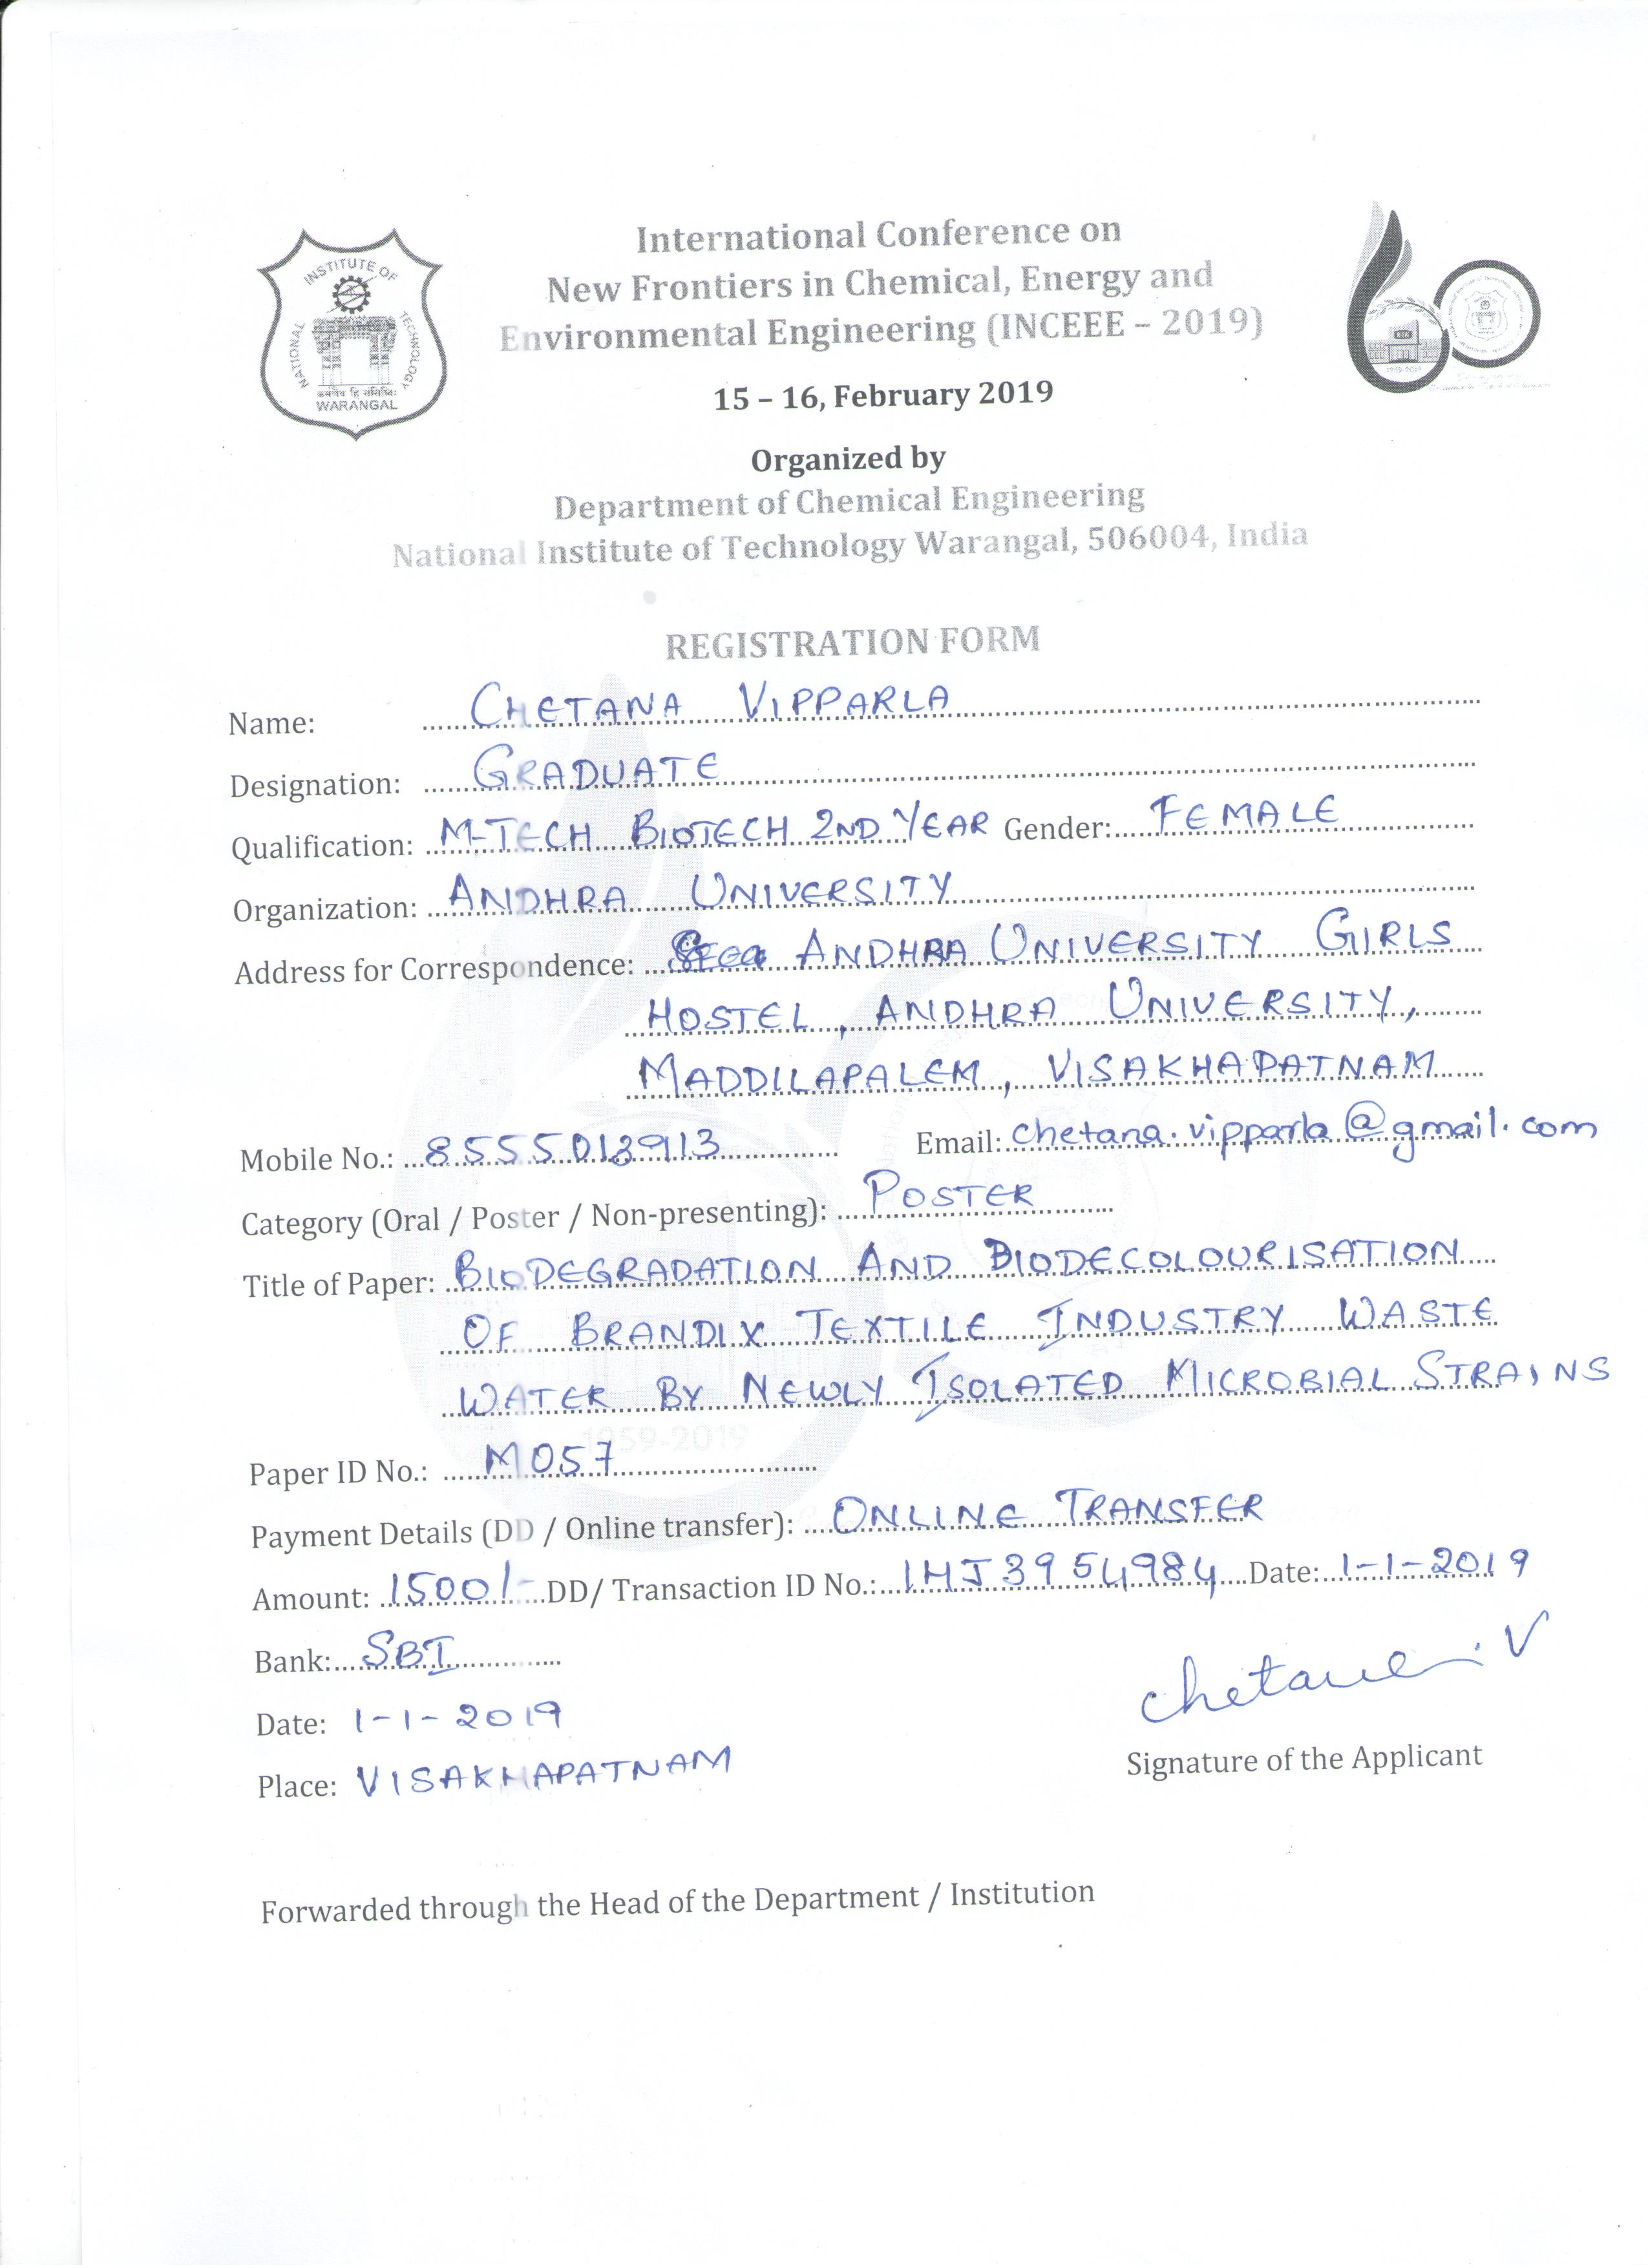 International Conference on
New Frontiers in Chemical, Energy and
Environmental Engineering (INCEEE – 2019)
15 – 16, February 2019
Organized by
Department of Chemical Engineering
National Institute of Technology Warangal, 506004, India
NATIONAL INSTITUTE OF TECHNOLOGY
WARANGAL
1959-2019
REGISTRATION FORM
Name: CHETANA VIPPARLA
Designation: GRADUATE
Qualification: M-TECH BIOTECH 2ND YEAR Gender: FEMALE
Organization: ANDHRA UNIVERSITY
Address for Correspondence: ANDHRA UNIVERSITY GIRLS
HOSTEL, ANDHRA UNIVERSITY,
MADDILAPALEM, VISAKHAPATNAM
Mobile No.: Email: chetana.vipparla@gmail.com
Category (Oral / Poster / Non-presenting): POSTER
Title of Paper: BIODEGRADATION AND BIODECOLOURISATION
OF BRANDIX TEXTILE INDUSTRY WASTE
WATER BY NEWLY ISOLATED MICROBIAL STRAINS
1959-2019
Paper ID No.: M057
Payment Details (DD / Online transfer): ONLINE TRANSFER
Amount: 1500/- DD/ Transaction ID No.: IHJ3954984 Date: 1-1-2019
Bank: SBI
Date: 1-1-2019
Place: VISAKHAPATNAM
chetana.V
Signature of the Applicant
Forwarded through the Head of the Department / Institution